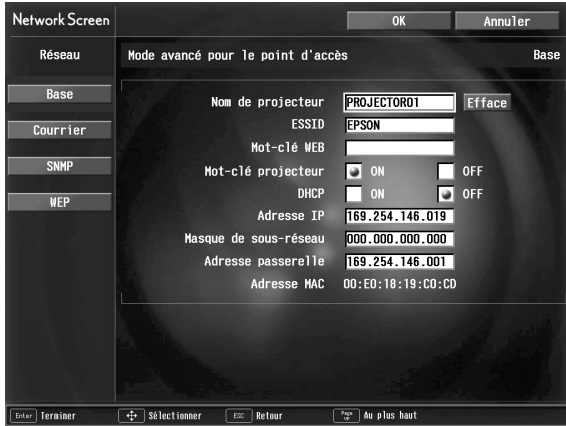 Network Screen
OK
Annuler
Réseau
Mode avancé pour le point d'accès
Base
Base
Courrier
SNMP
WEP
Nom de projecteur PROJECTOR01 Efface
ESSID EPSON
Mot-clé WEB
Mot-clé projecteur ON OFF
DHCP ON OFF
Adresse IP 169.254.146.019
Masque de sous-réseau 000.000.000.000
Adresse passerelle 169.254.146.001
Adresse MAC 00:E0:18:19:C0:CD
Enter Terminer Sélectionner ESC Retour Page up Au plus haut